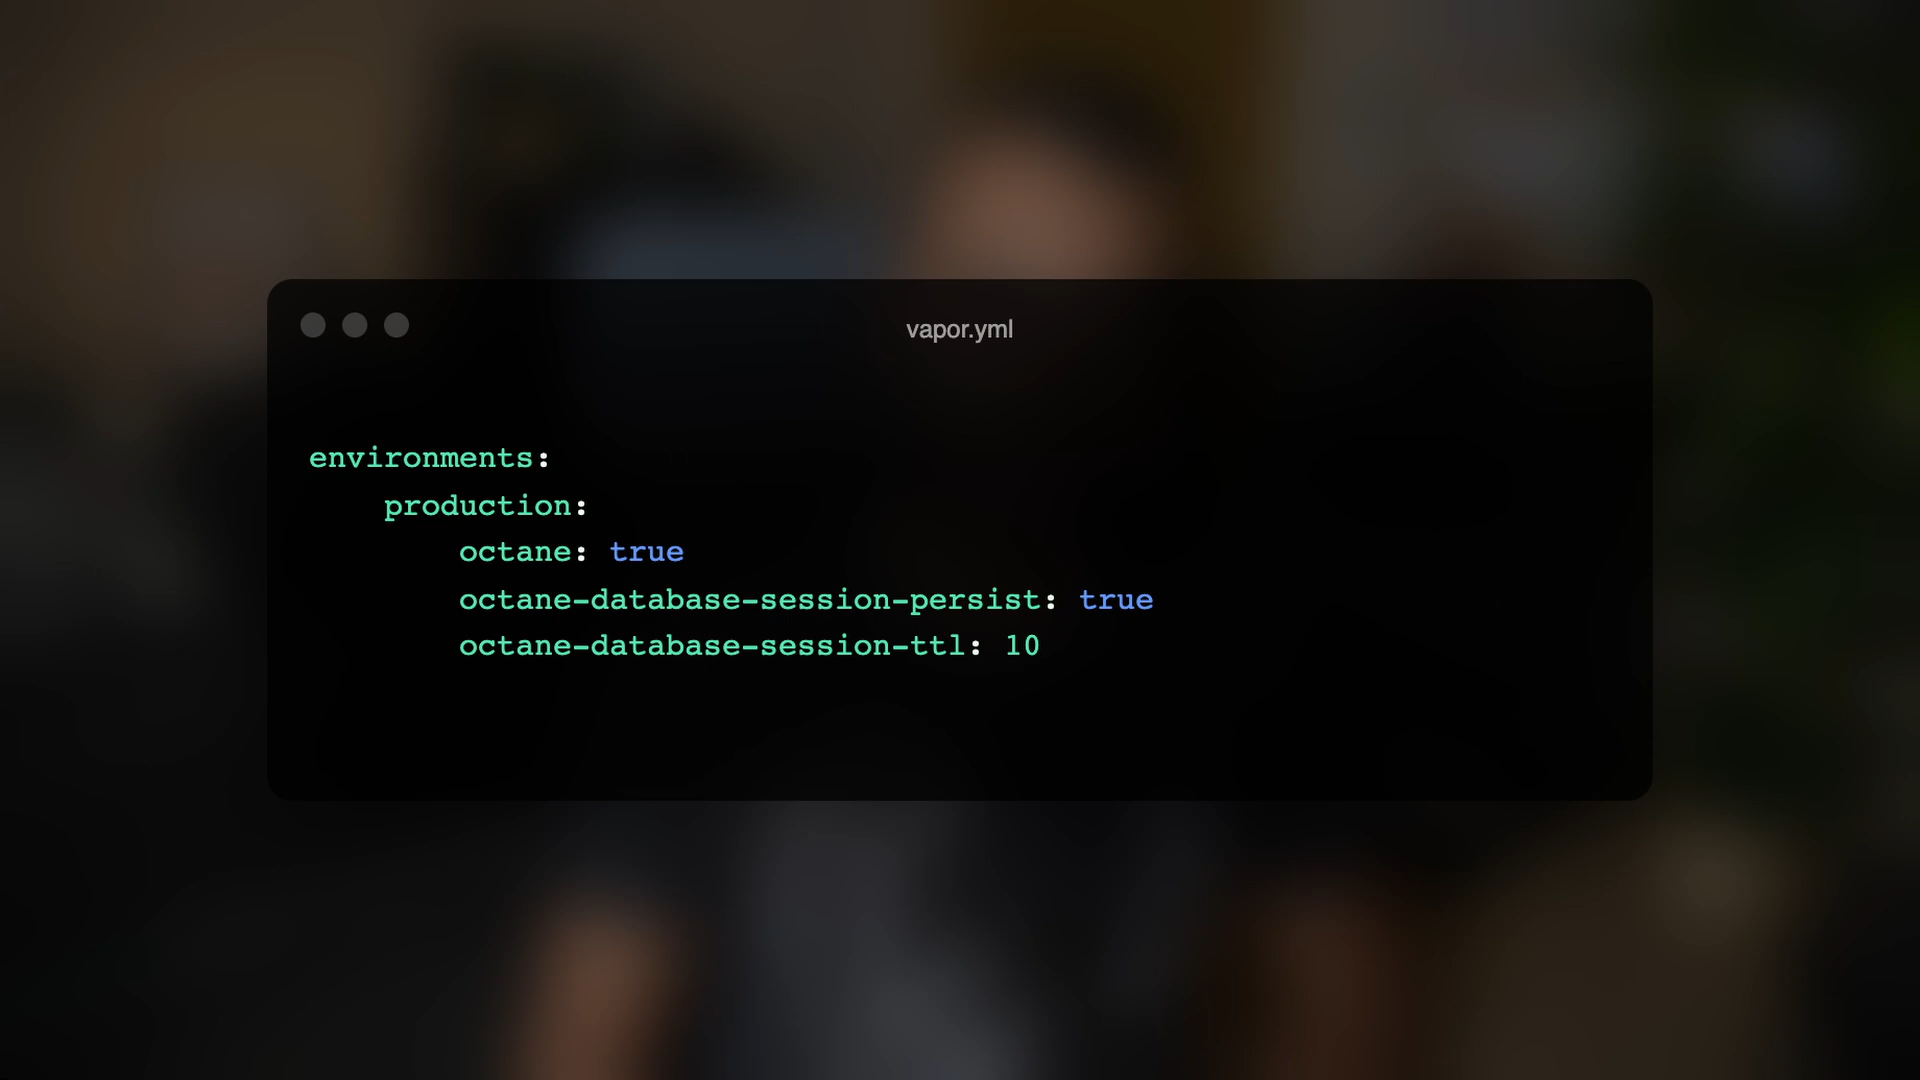 vapor.yml
environments:
    production:
        octane: true
        octane-database-session-persist: true
        octane-database-session-ttl: 10